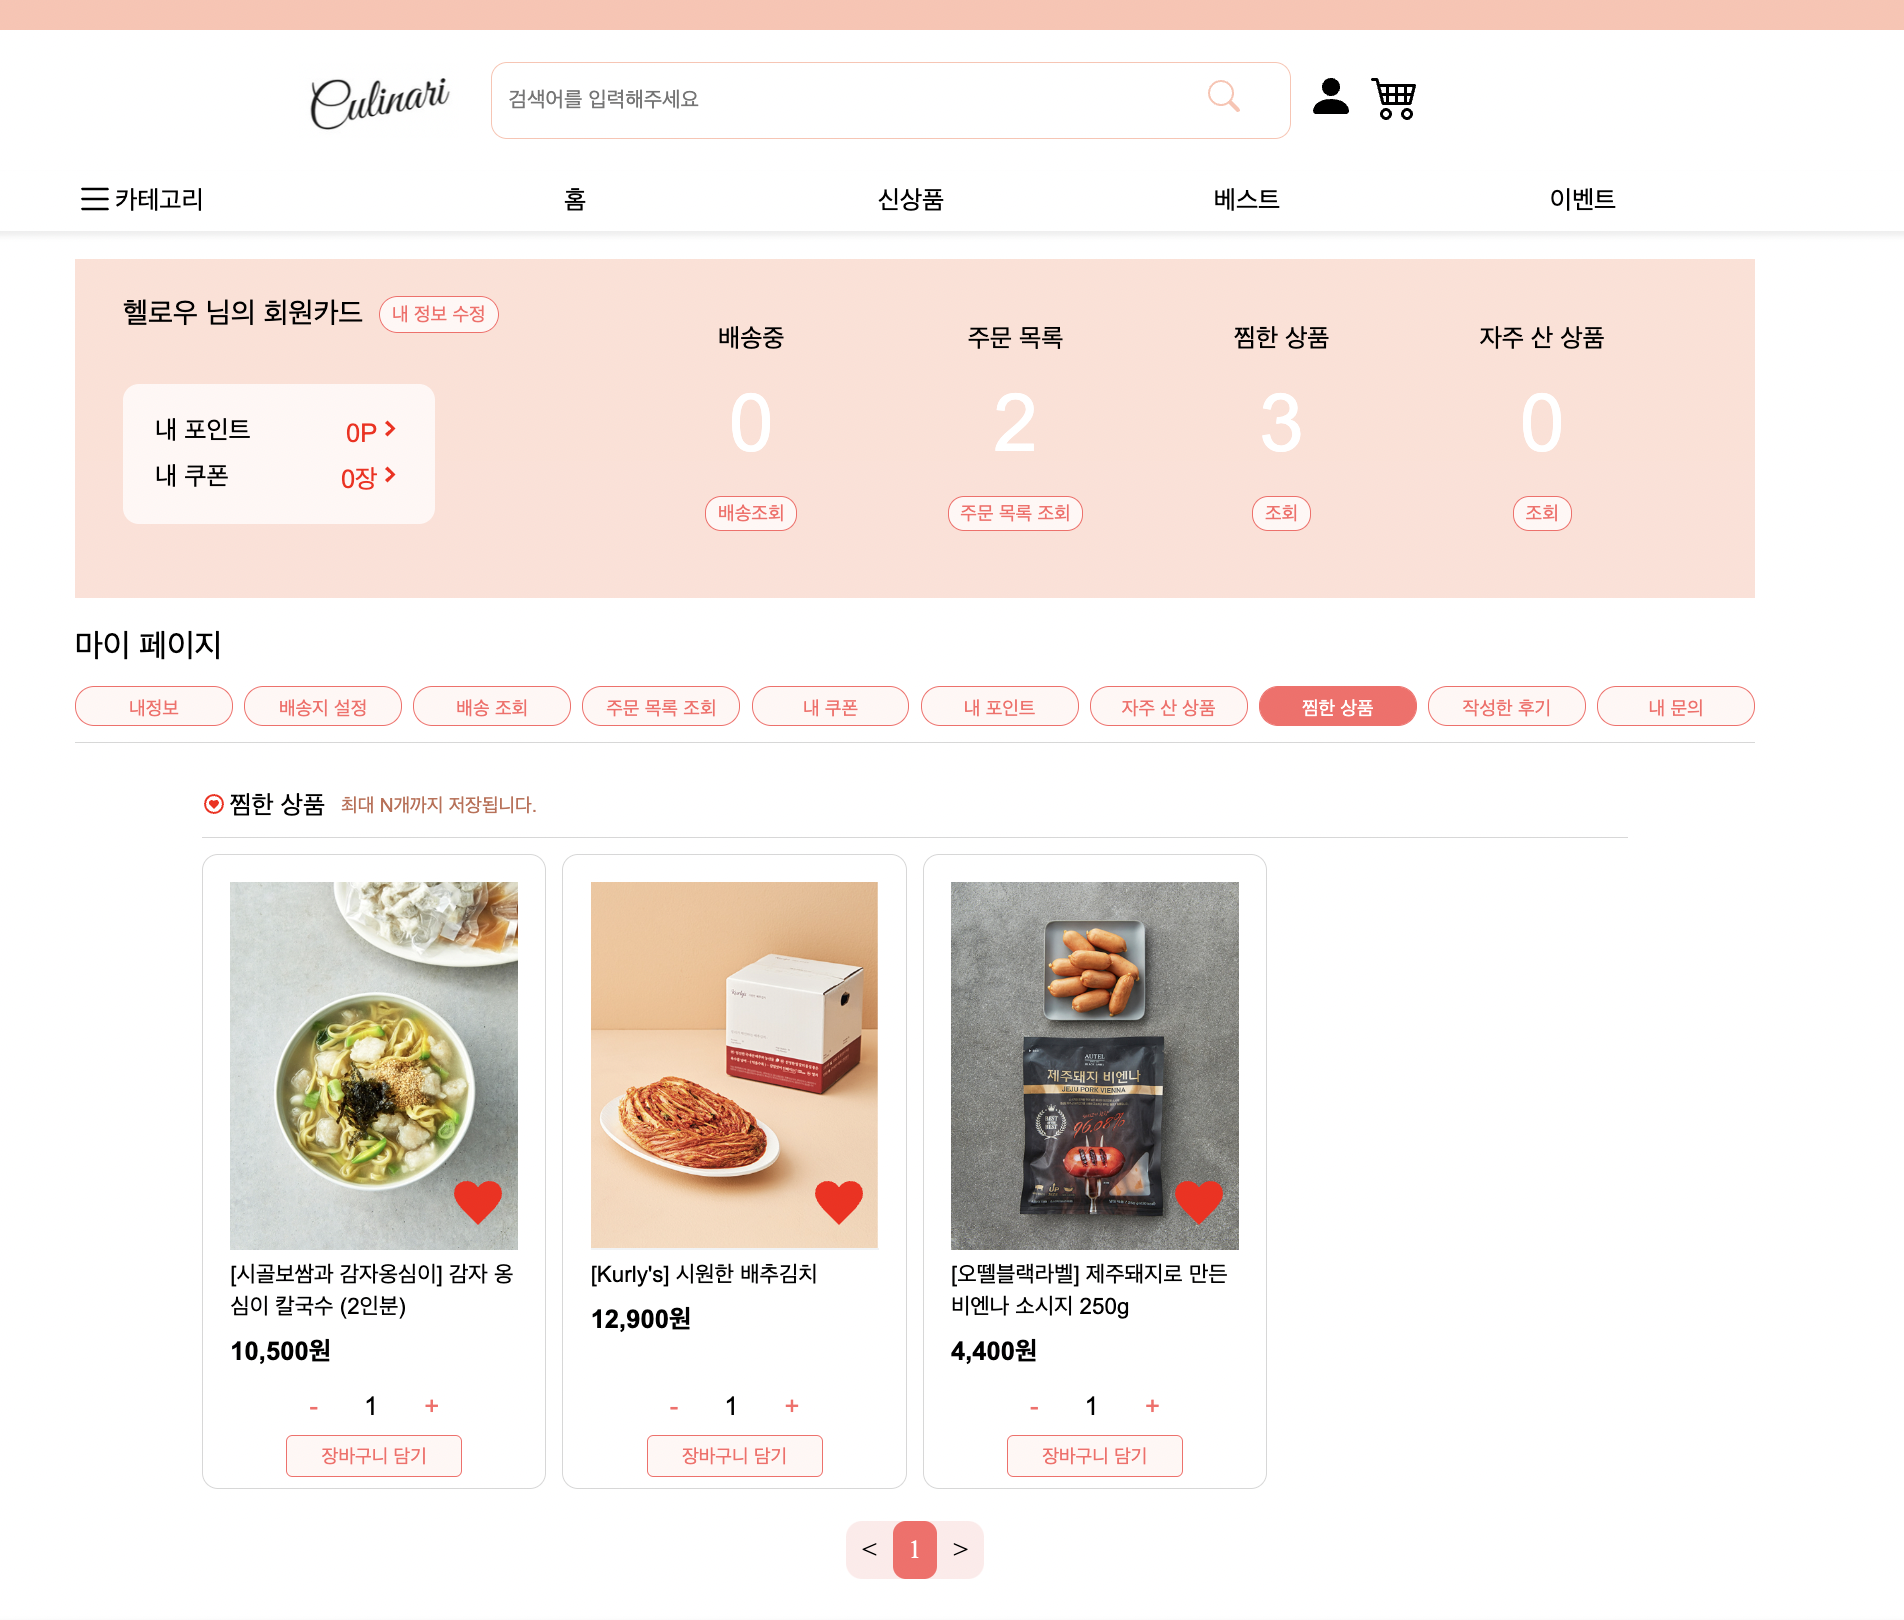 Culinari
검색어를 입력해주세요
카테고리
홈
신상품
베스트
이벤트
헬로우 님의 회원카드
내 정보 수정
내 포인트
0P >
내 쿠폰
0장 >
배송중
주문 목록
찜한 상품
자주 산 상품
0
2
3
0
배송조회
주문 목록 조회
조회
조회
마이 페이지
내정보
배송지 설정
배송 조회
주문 목록 조회
내 쿠폰
내 포인트
자주 산 상품
찜한 상품
작성한 후기
내 문의
찜한 상품
최대 N개까지 저장됩니다.
Kurly's
AUTEL
제주돼지 비엔나
JEJU PORK VIENNA
96.08%
[시골보쌈과 감자옹심이] 감자 옹
심이 칼국수 (2인분)
10,500원
- 1 +
장바구니 담기
[Kurly's] 시원한 배추김치
12,900원
- 1 +
장바구니 담기
[오뗄블랙라벨] 제주돼지로 만든
비엔나 소시지 250g
4,400원
- 1 +
장바구니 담기
< 1 >